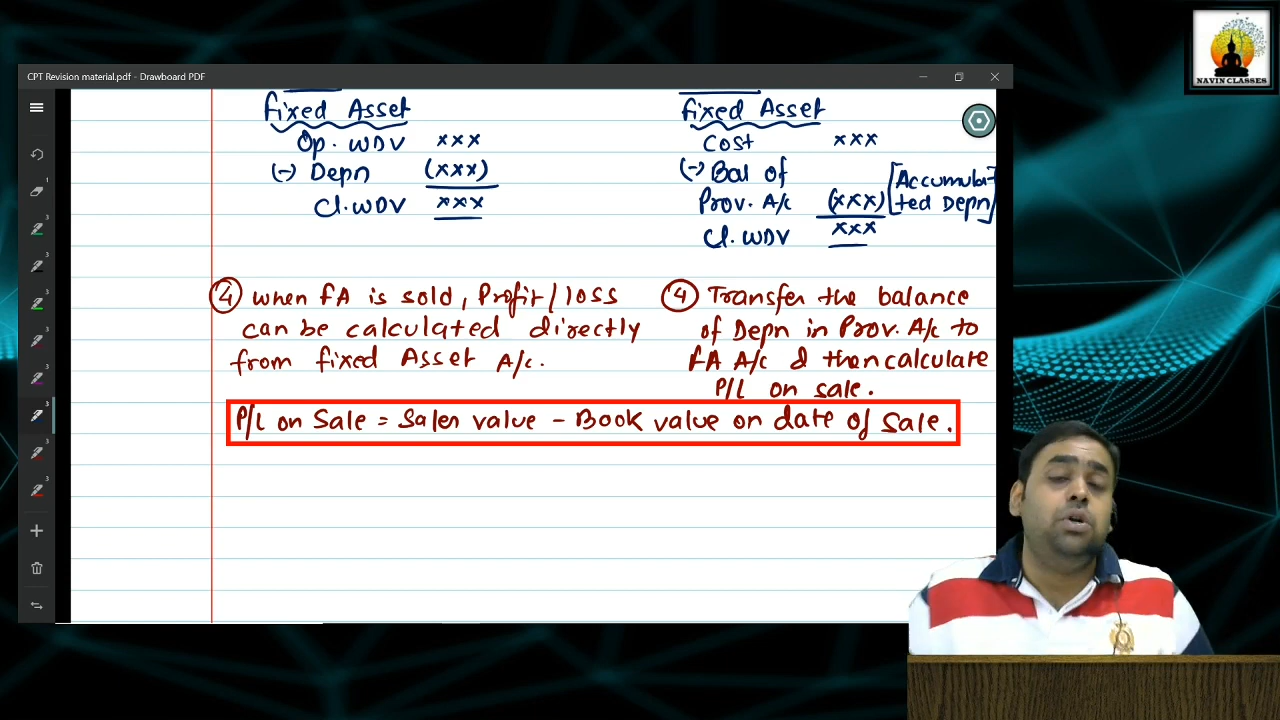 NAVIN CLASSES
CPT Revision material.pdf - Drawboard PDF
Fixed Asset
Op. WDV xxx
(-) Depn (xxx)
Cl. WDV xxx
Fixed Asset
Cost xxx
(-) Bal of
Prov. A/c (xxx) [Accumula-
ted Depn]
Cl. WDV xxx
4 when FA is sold, Profit/loss
can be calculated directly
from fixed Asset A/c.
4 Transfer the balance
of Depn in Prov. A/c to
FA A/c & then calculate
P/L on sale.
P/L on Sale = Sales value - Book value on date of sale.